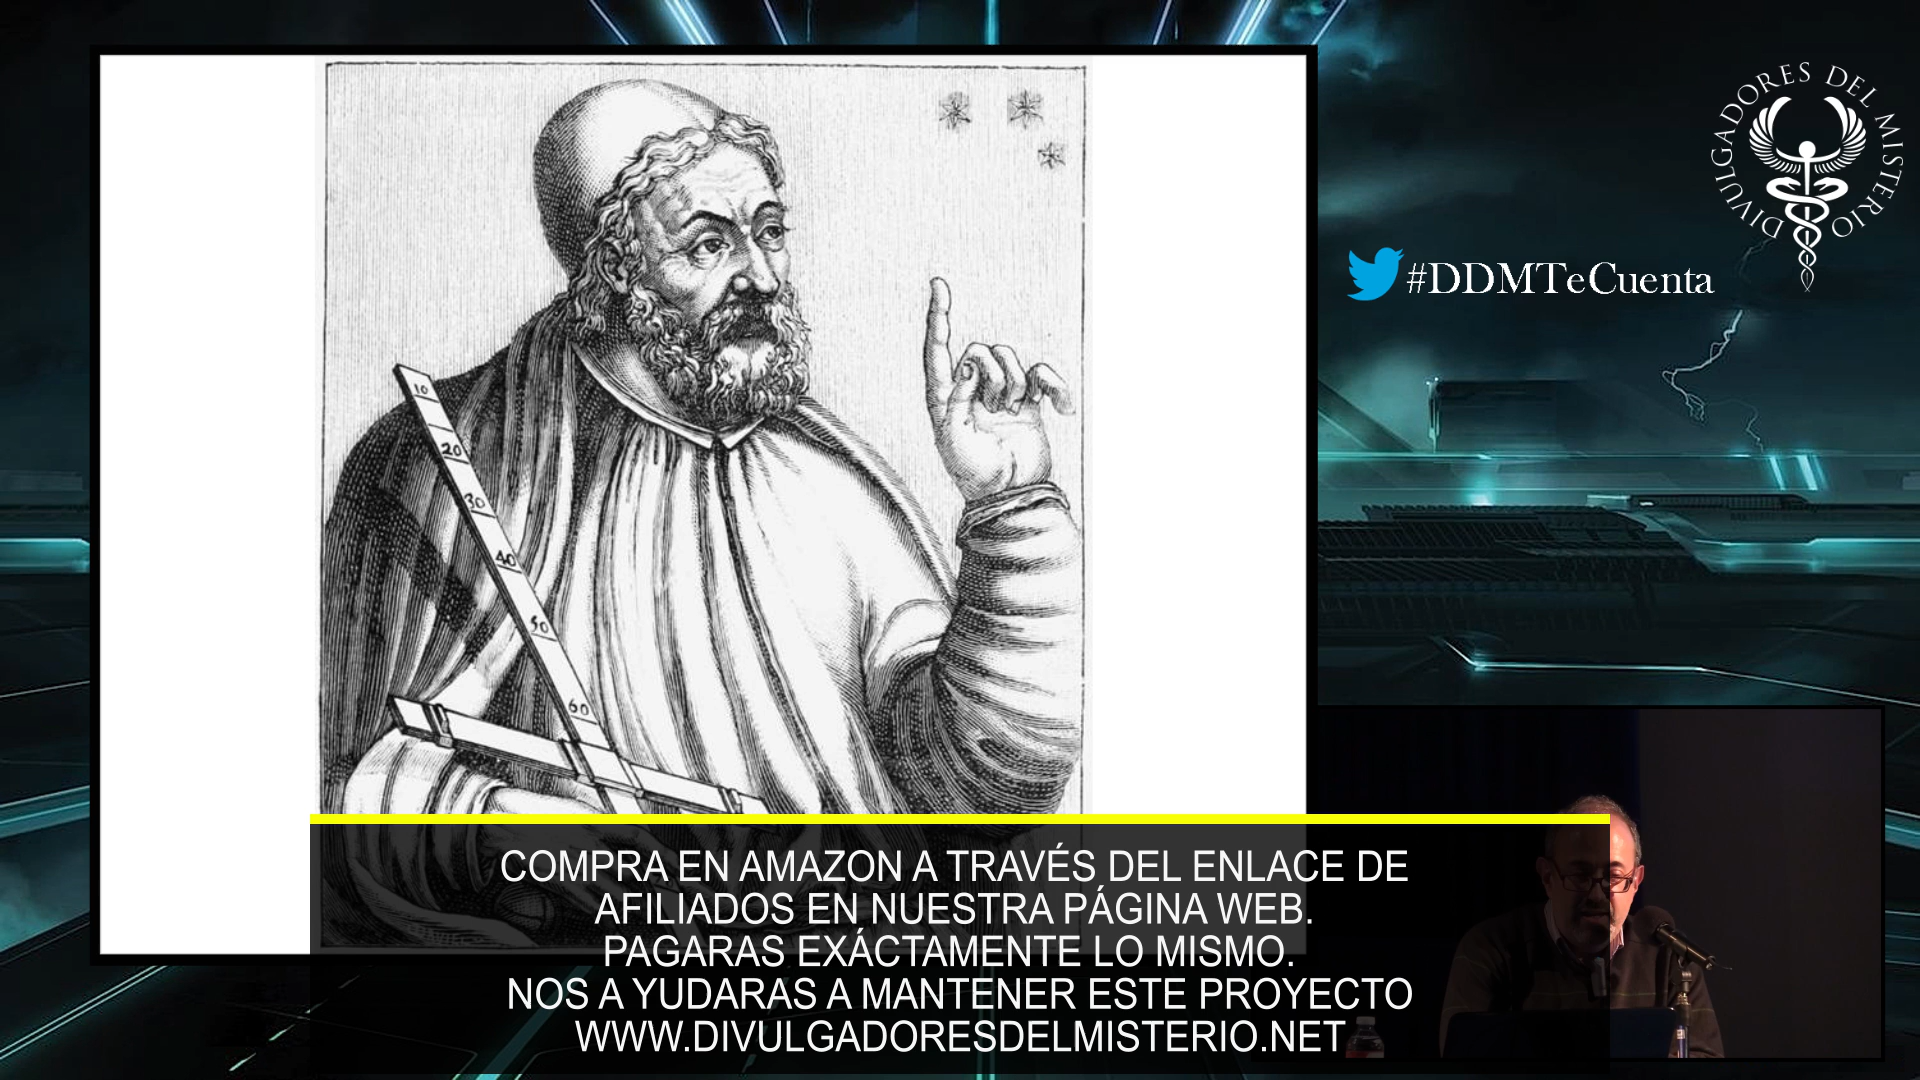 DIVULGADORES DEL MISTERIO
#DDMTeCuenta
10
20
30
40
50
60
COMPRA EN AMAZON A TRAVÉS DEL ENLACE DE
AFILIADOS EN NUESTRA PÁGINA WEB.
PAGARAS EXÁCTAMENTE LO MISMO.
NOS A YUDARAS A MANTENER ESTE PROYECTO
WWW.DIVULGADORESDELMISTERIO.NET